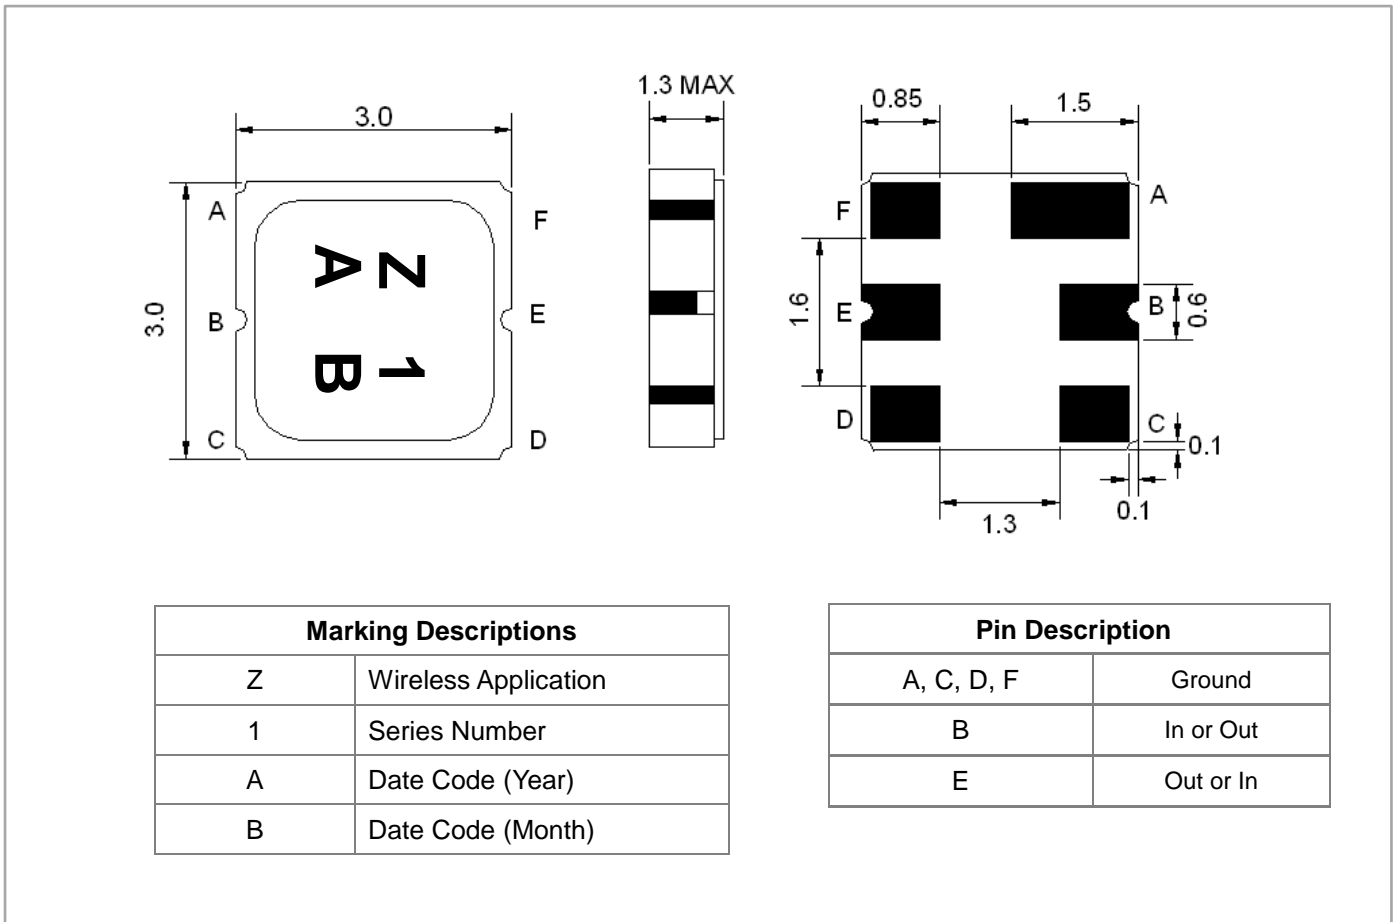 3.0
3.0
A
B
C
F
E
D
Z 1
A B
1.3 MAX
0.85
1.5
F
E
D
A
B
C
1.6
0.6
0.1
0.1
1.3
Marking Descriptions
Z Wireless Application
1 Series Number
A Date Code (Year)
B Date Code (Month)
Pin Description
A, C, D, F Ground
B In or Out
E Out or In